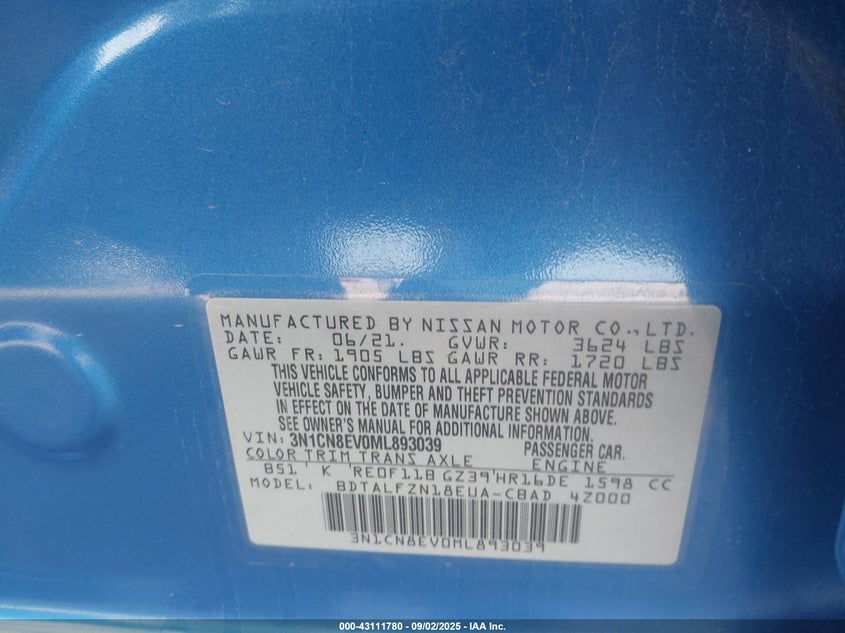 MANUFACTURED BY NISSAN MOTOR CO., LTD.
DATE: 06/21. GVWR: 3624 LBS
GAWR FR: 1905 LBS GAWR RR: 1720 LBS
THIS VEHICLE CONFORMS TO ALL APPLICABLE FEDERAL MOTOR
VEHICLE SAFETY, BUMPER AND THEFT PREVENTION STANDARDS
IN EFFECT ON THE DATE OF MANUFACTURE SHOWN ABOVE.
SEE OWNER'S MANUAL FOR ADDITIONAL INFORMATION.
VIN: 3N1CN8EV0ML893039 PASSENGER CAR.
COLOR TRIM TRANS AXLE ENGINE
B51 ' K 'RE0F11B GZ39'HR16DE 1598 CC
MODEL: BDTALFZN18EUA-CBAD 4Z000
3N1CN8EV0ML893039
000-43111780 - 09/02/2025 - IAA Inc.